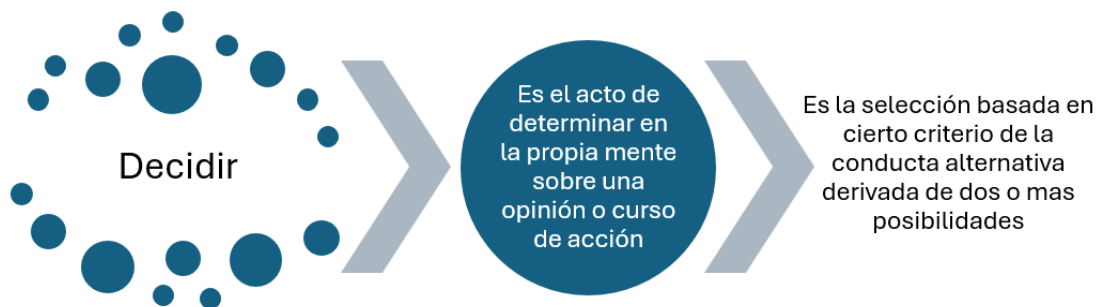 Decidir
Es el acto de
determinar en
la propia mente
sobre una
opinión o curso
de acción
Es la selección basada en
cierto criterio de la
conducta alternativa
derivada de dos o mas
posibilidades